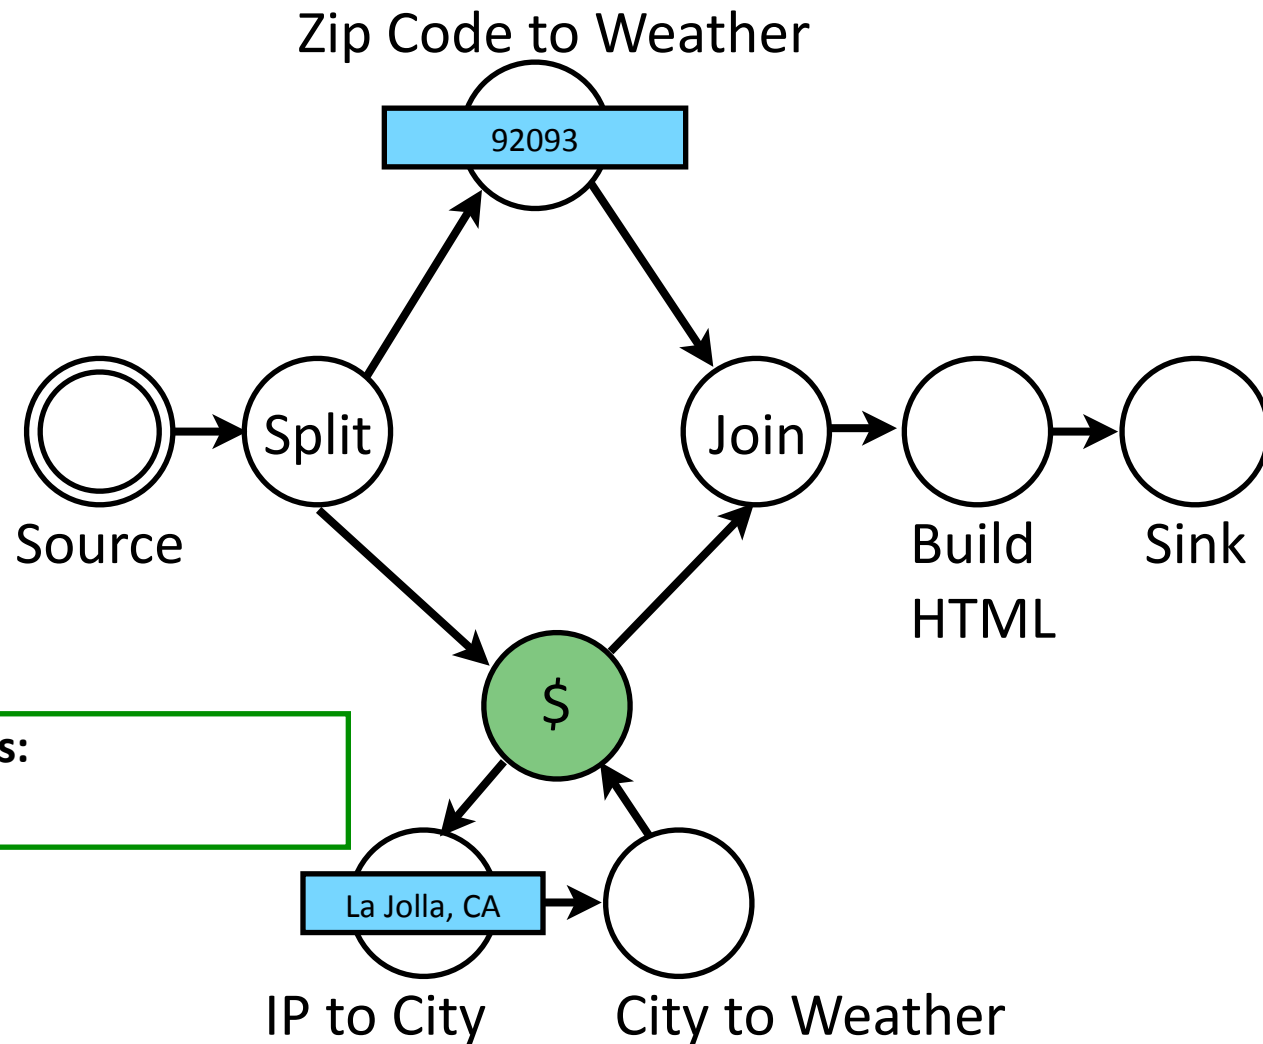 Zip Code to Weather
92093
Split
Join
Source
Build
HTML
Sink
$
s:
La Jolla, CA
IP to City
City to Weather